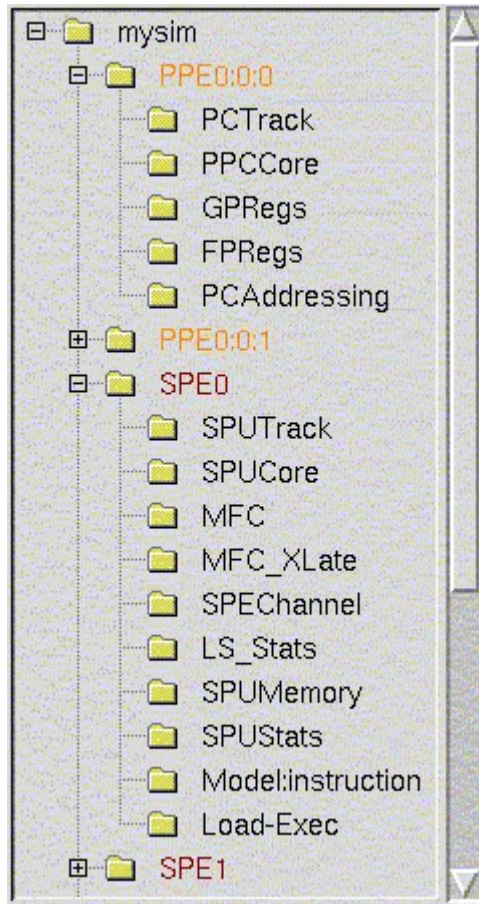 mysim
PPE0:0:0
PCTrack
PPCCore
GPRegs
FPRegs
PCAddressing
PPE0:0:1
SPE0
SPUTrack
SPUCore
MFC
MFC_XLate
SPEChannel
LS_Stats
SPUMemory
SPUStats
Model:instruction
Load-Exec
SPE1